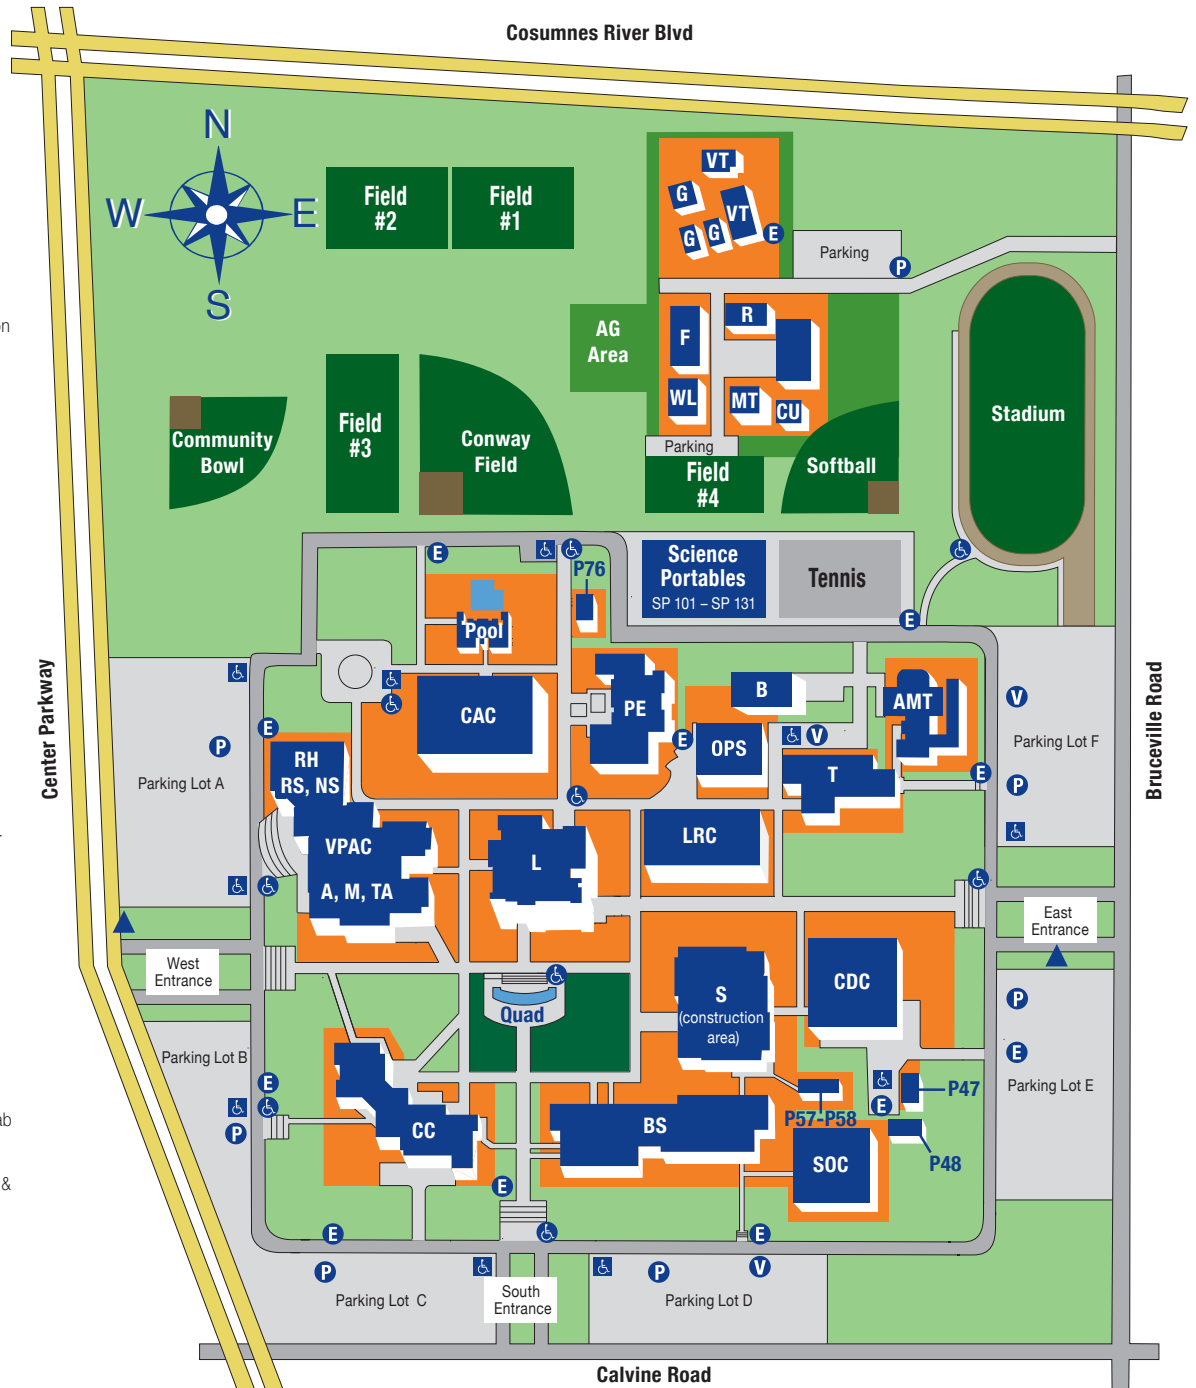 Cosumnes River Blvd
N
W
E
S
Field
#2
Field
#1
VT
G
VT
G
G
E
Parking
P
on
AG
Area
F
R
WL
MT
CU
Parking
Stadium
Community
Bowl
Field
#3
Conway
Field
Field
#4
Softball
E
P76
Science
Portables
SP 101 – SP 131
Tennis
E
Pool
Center Parkway
Bruceville Road
CAC
PE
B
AMT
V
E
P
Parking Lot A
RH
RS, NS
E
OPS
V
T
E
Parking Lot F
P
VPAC
A, M, TA
L
LRC
West
Entrance
East
Entrance
Quad
S
(construction
area)
CDC
P
Parking Lot B
E
P
E
Parking Lot E
P47
E
P57-P58
P48
ab
CC
BS
SOC
&
E
E
E
P
Parking Lot C
South
Entrance
P
Parking Lot D
V
Calvine Road